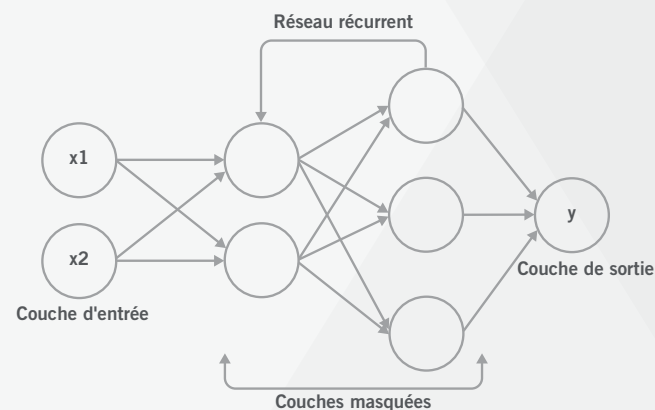 Réseau récurrent
x1
x2
y
Couche d'entrée
Couche de sortie
Couches masquées